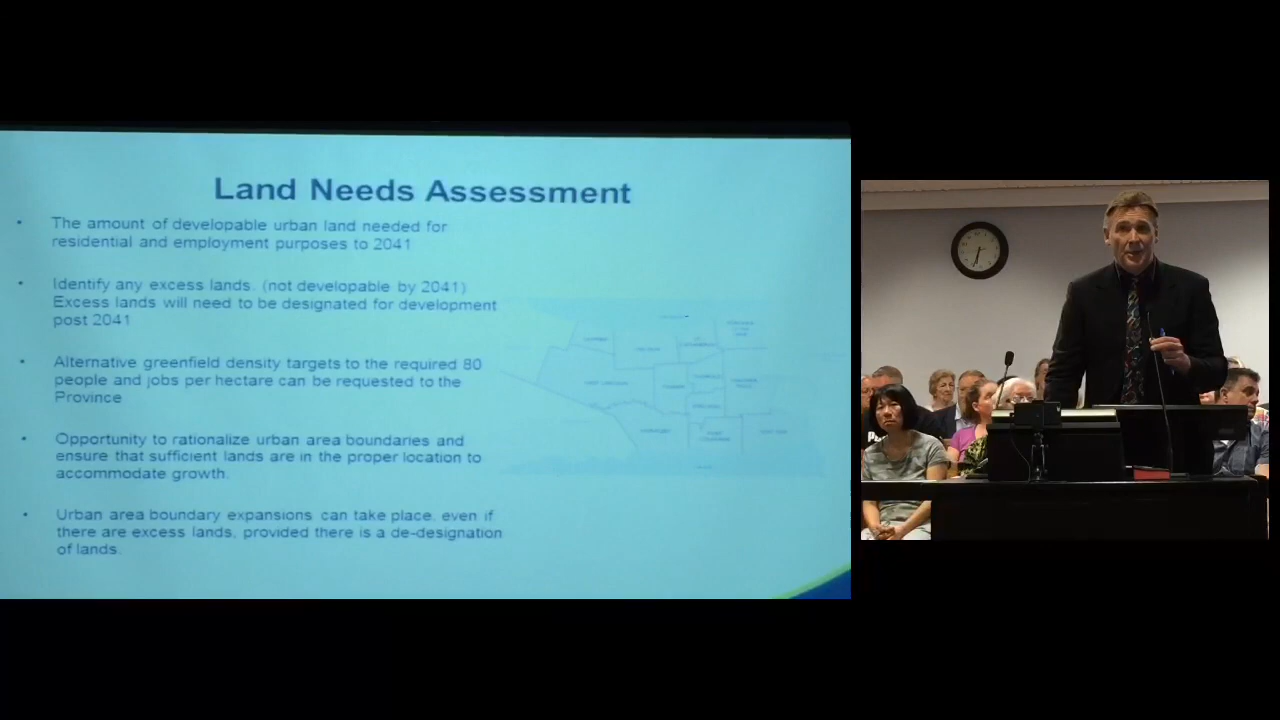 Land Needs Assessment
• The amount of developable urban land needed for
residential and employment purposes to 2041
• Identify any excess lands. (not developable by 2041)
Excess lands will need to be designated for development
post 2041
• Alternative greenfield density targets to the required 80
people and jobs per hectare can be requested to the
Province
• Opportunity to rationalize urban area boundaries and
ensure that sufficient lands are in the proper location to
accommodate growth.
• Urban area boundary expansions can take place, even if
there are excess lands, provided there is a de-designation
of lands.